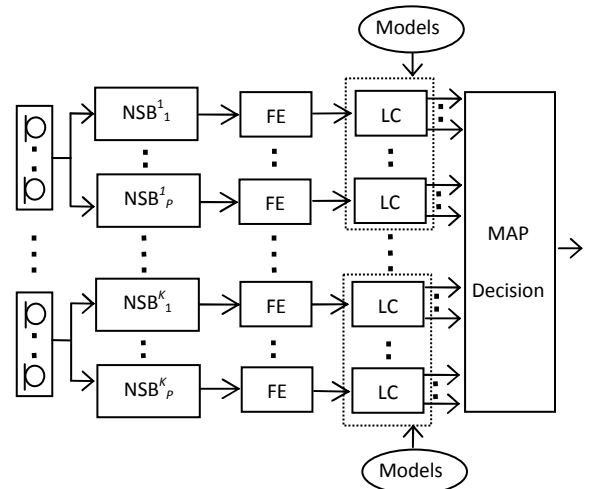 Models
NSB¹₁ FE LC
NSB¹ₚ FE LC
MAP
Decision
NSBᴷ₁ FE LC
NSBᴷₚ FE LC
Models